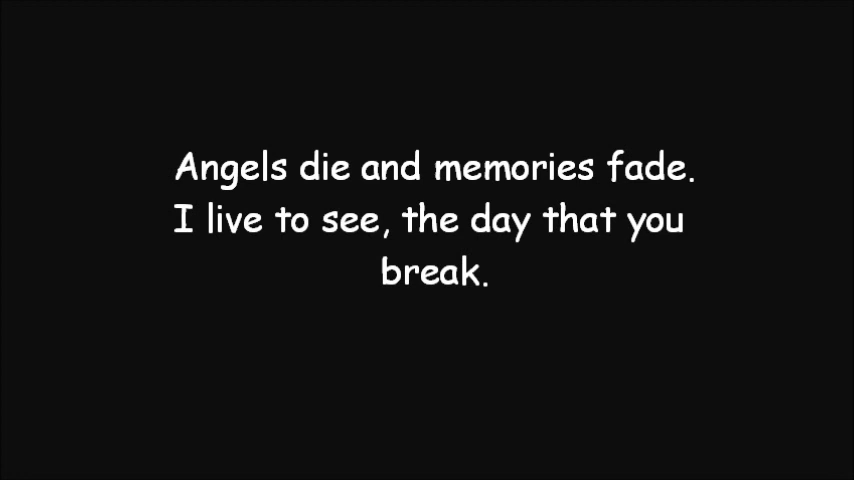 Angels die and memories fade.
I live to see, the day that you
break.